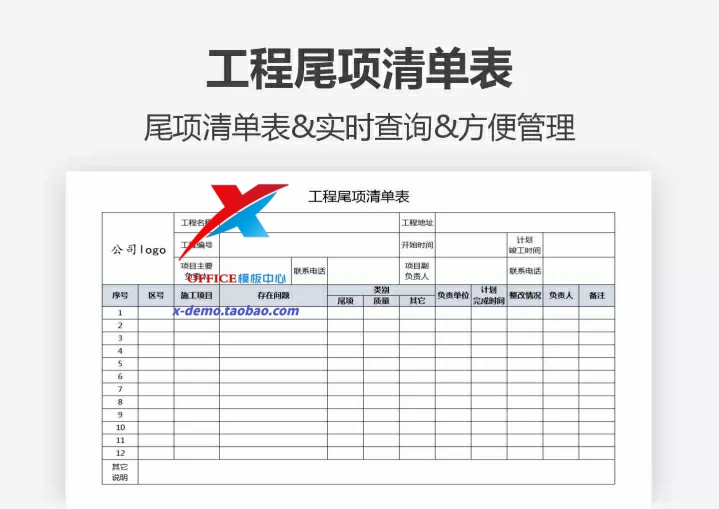 工程尾项清单表
尾项清单表&实时查询&方便管理
工程尾项清单表
公司logo
工程名称 工程地址
工程编号 开始时间 计划竣工时间
项目主要负责人 联系电话 项目副负责人 联系电话
OFFICE模版中心
序号 区号 施工项目 存在问题 类别 负责单位 计划完成时间 整改情况 负责人 备注
尾项 质量 其它
x-demo.taobao.com
1
2
3
4
5
6
7
8
9
10
11
12
其它说明